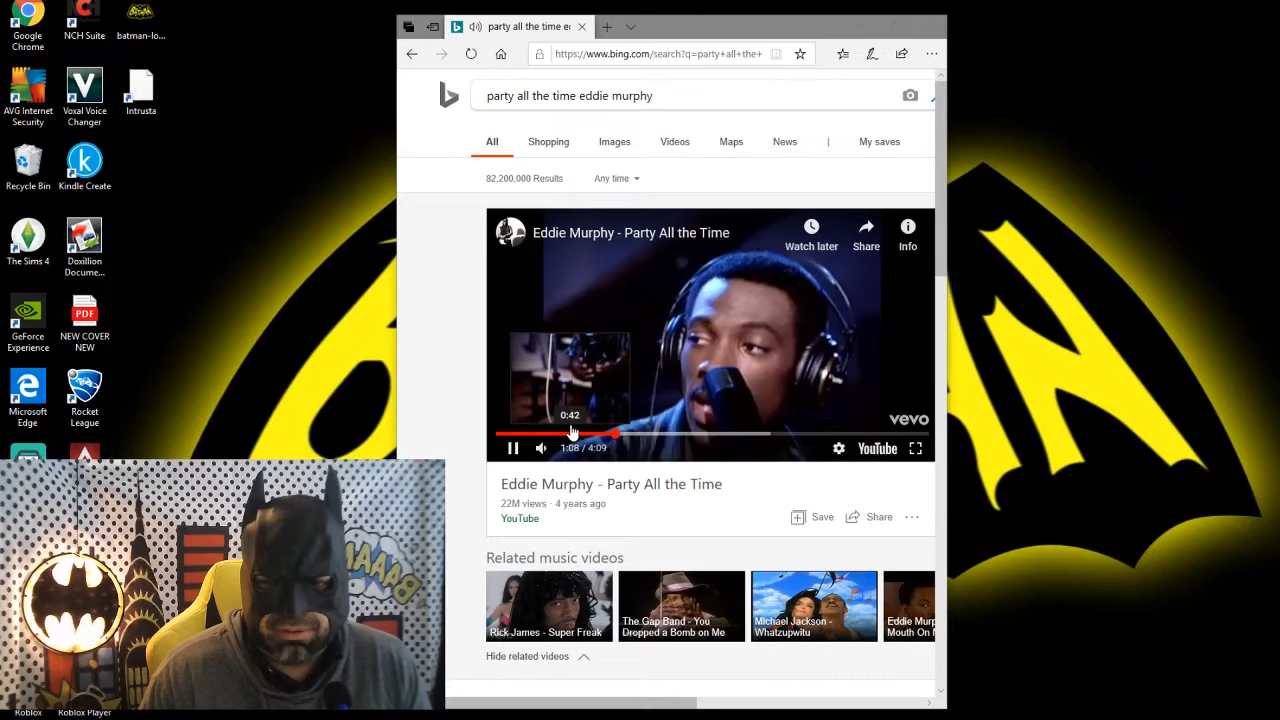 Google
Chrome
NCH Suite
batman-lo...
AVG Internet
Security
Voxal Voice
Changer
Intrusta
Recycle Bin
Kindle Create
The Sims 4
Doxillion
Docume...
GeForce
Experience
PDF
NEW COVER
NEW
Microsoft
Edge
Rocket
League
Roblox
Roblox Player
party all the time e
https://www.bing.com/search?q=party+all+the+
party all the time eddie murphy
All
Shopping
Images
Videos
Maps
News
|
My saves
82,200,000 Results
Any time
Eddie Murphy - Party All the Time
Watch later
Share
Info
0:42
vevo
1:08 / 4:09
YouTube
Eddie Murphy - Party All the Time
22M views · 4 years ago
YouTube
Save
Share
Related music videos
Rick James - Super Freak
The Gap Band - You
Dropped a Bomb on Me
Michael Jackson -
Whatzupwitu
Eddie Mur
Mouth On M
Hide related videos